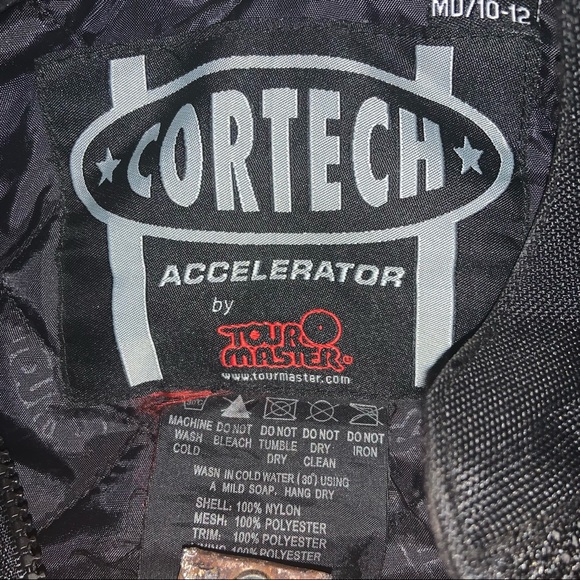 MD/10-12
CORTECH
ACCELERATOR
by
TOUR
MASTER
www.tourmaster.com
MACHINE DO NOT DO NOT DO NOT DO NOT
WASH BLEACH TUMBLE DRY IRON
COLD DRY CLEAN
WASH IN COLD WATER (30°) USING
A MILD SOAP. HANG DRY
SHELL: 100% NYLON
MESH: 100% POLYESTER
TRIM: 100% POLYESTER
100% POLYESTER